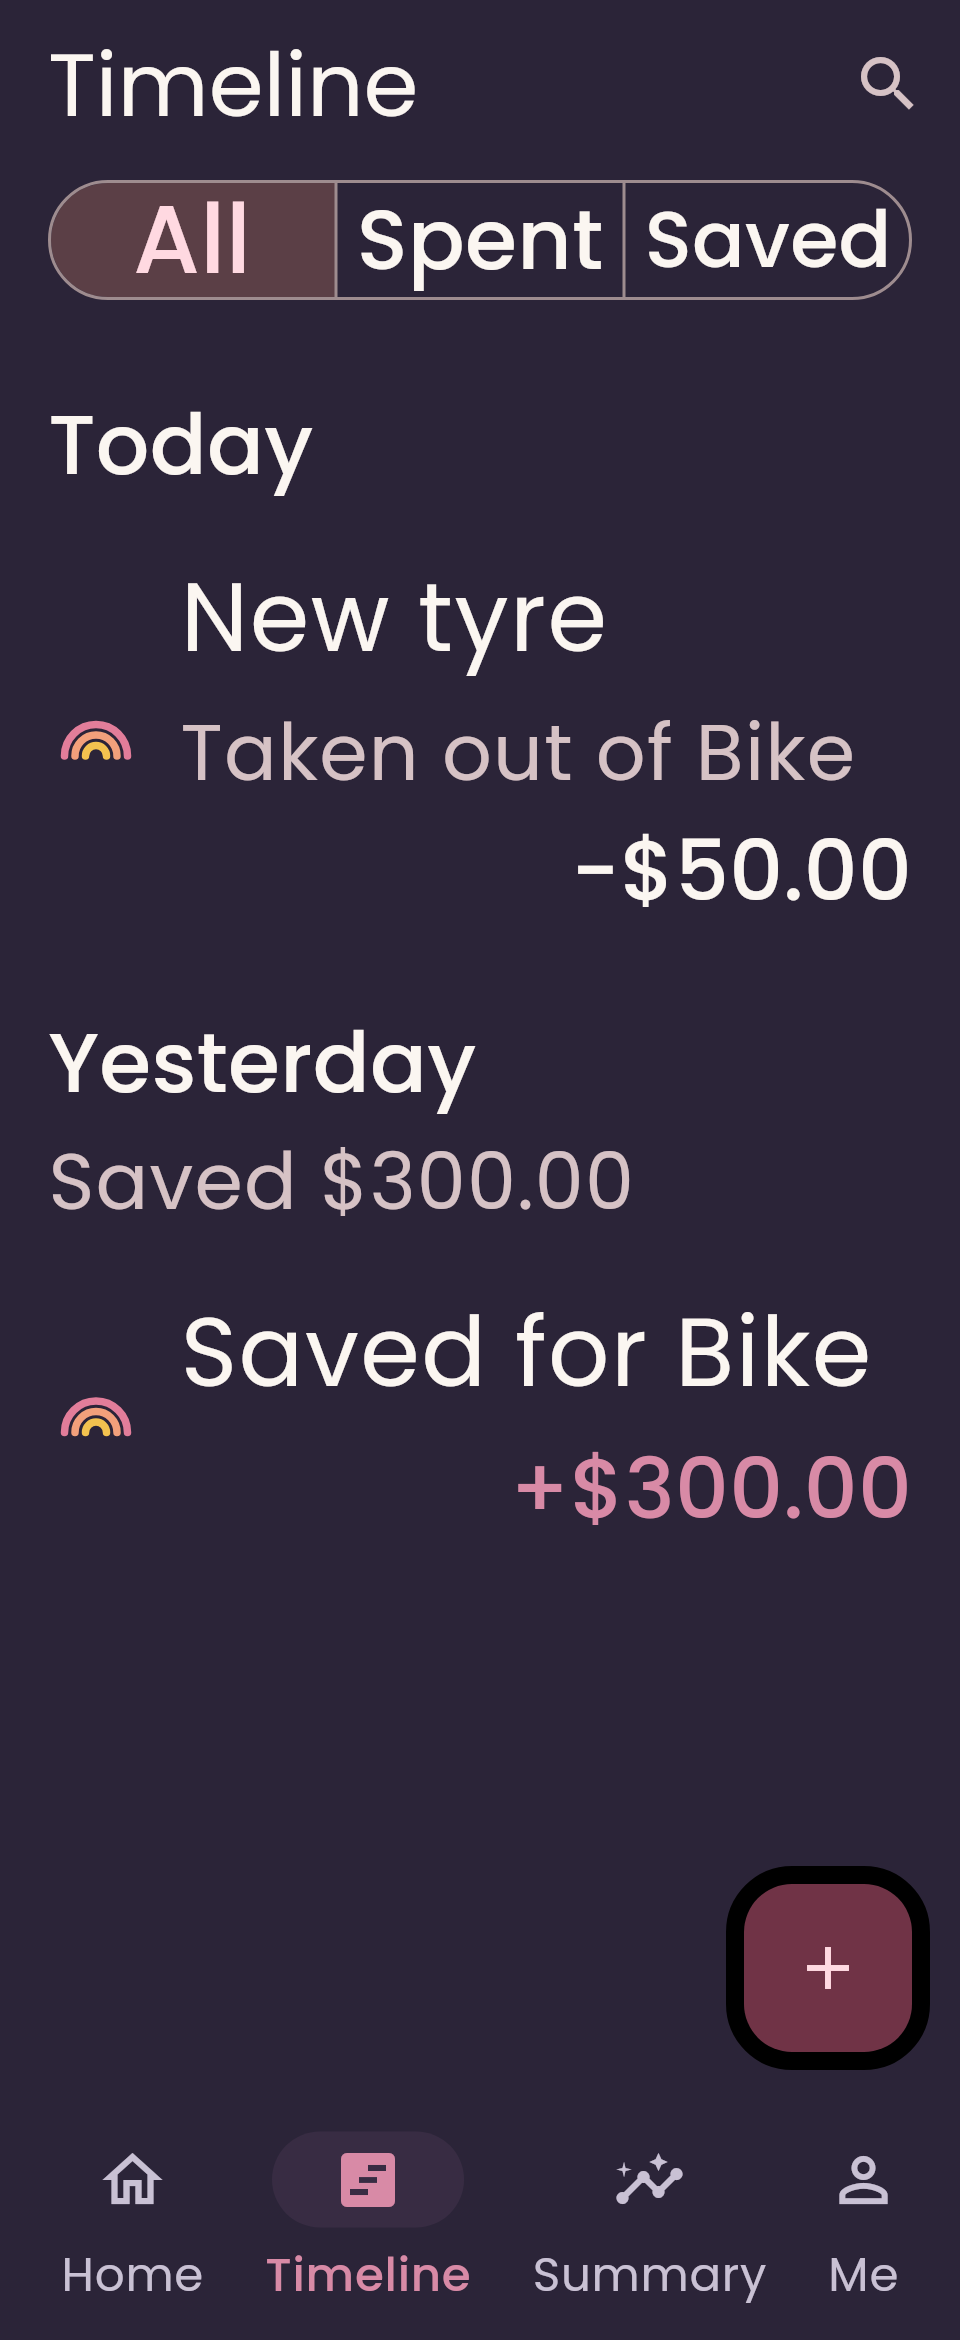 Timeline
All Spent Saved
Today
New tyre
Taken out of Bike
-$50.00
Yesterday
Saved $300.00
Saved for Bike
+$300.00
Home Timeline Summary Me